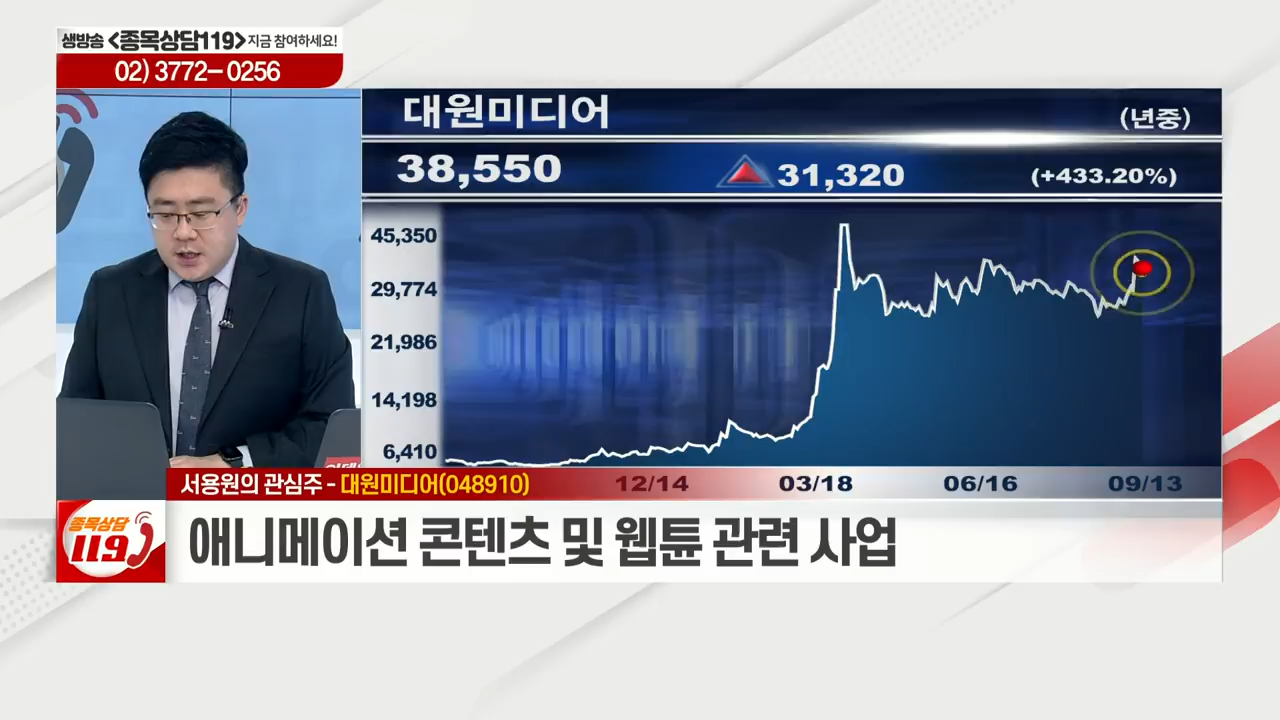 생방송 <종목상담119> 지금 참여하세요!
02) 3772-0256
대원미디어
(년중)
38,550 31,320 (+433.20%)
45,350
29,774
21,986
14,198
6,410
12/14 03/18 06/16 09/13
서용원의 관심주 - 대원미디어(048910)
종목상담
119
애니메이션 콘텐츠 및 웹툰 관련 사업